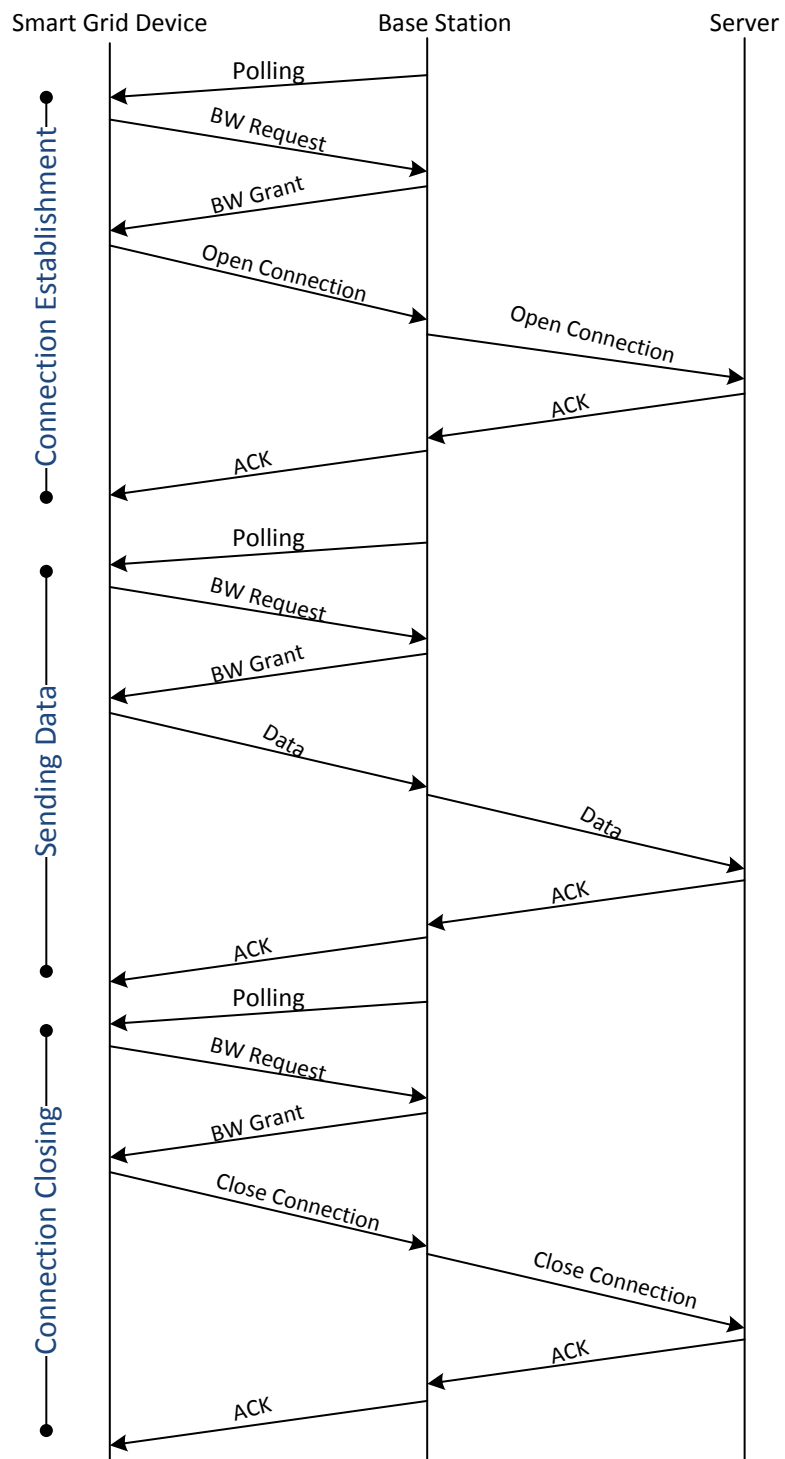 Smart Grid Device
Base Station
Server
Connection Establishment
Polling
BW Request
BW Grant
Open Connection
Open Connection
ACK
ACK
Sending Data
Polling
BW Request
BW Grant
Data
Data
ACK
ACK
Connection Closing
Polling
BW Request
BW Grant
Close Connection
Close Connection
ACK
ACK